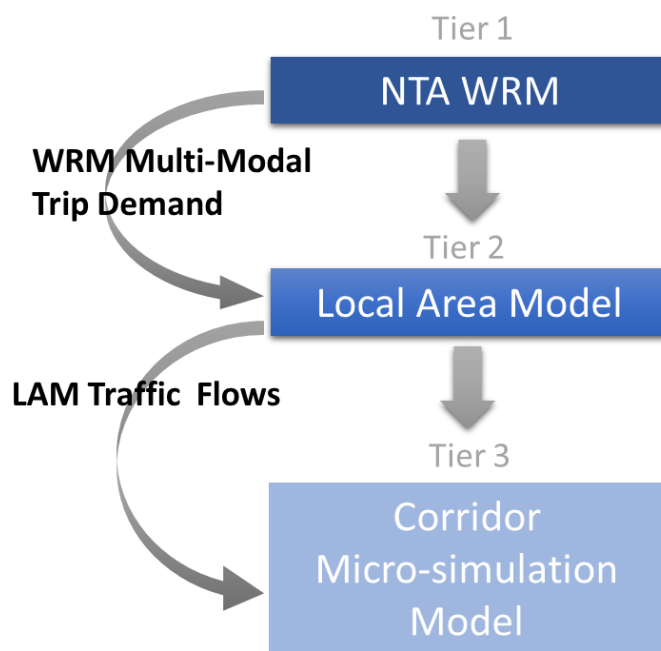 Tier 1
NTA WRM
WRM Multi-Modal
Trip Demand
Tier 2
Local Area Model
LAM Traffic Flows
Tier 3
Corridor
Micro-simulation
Model